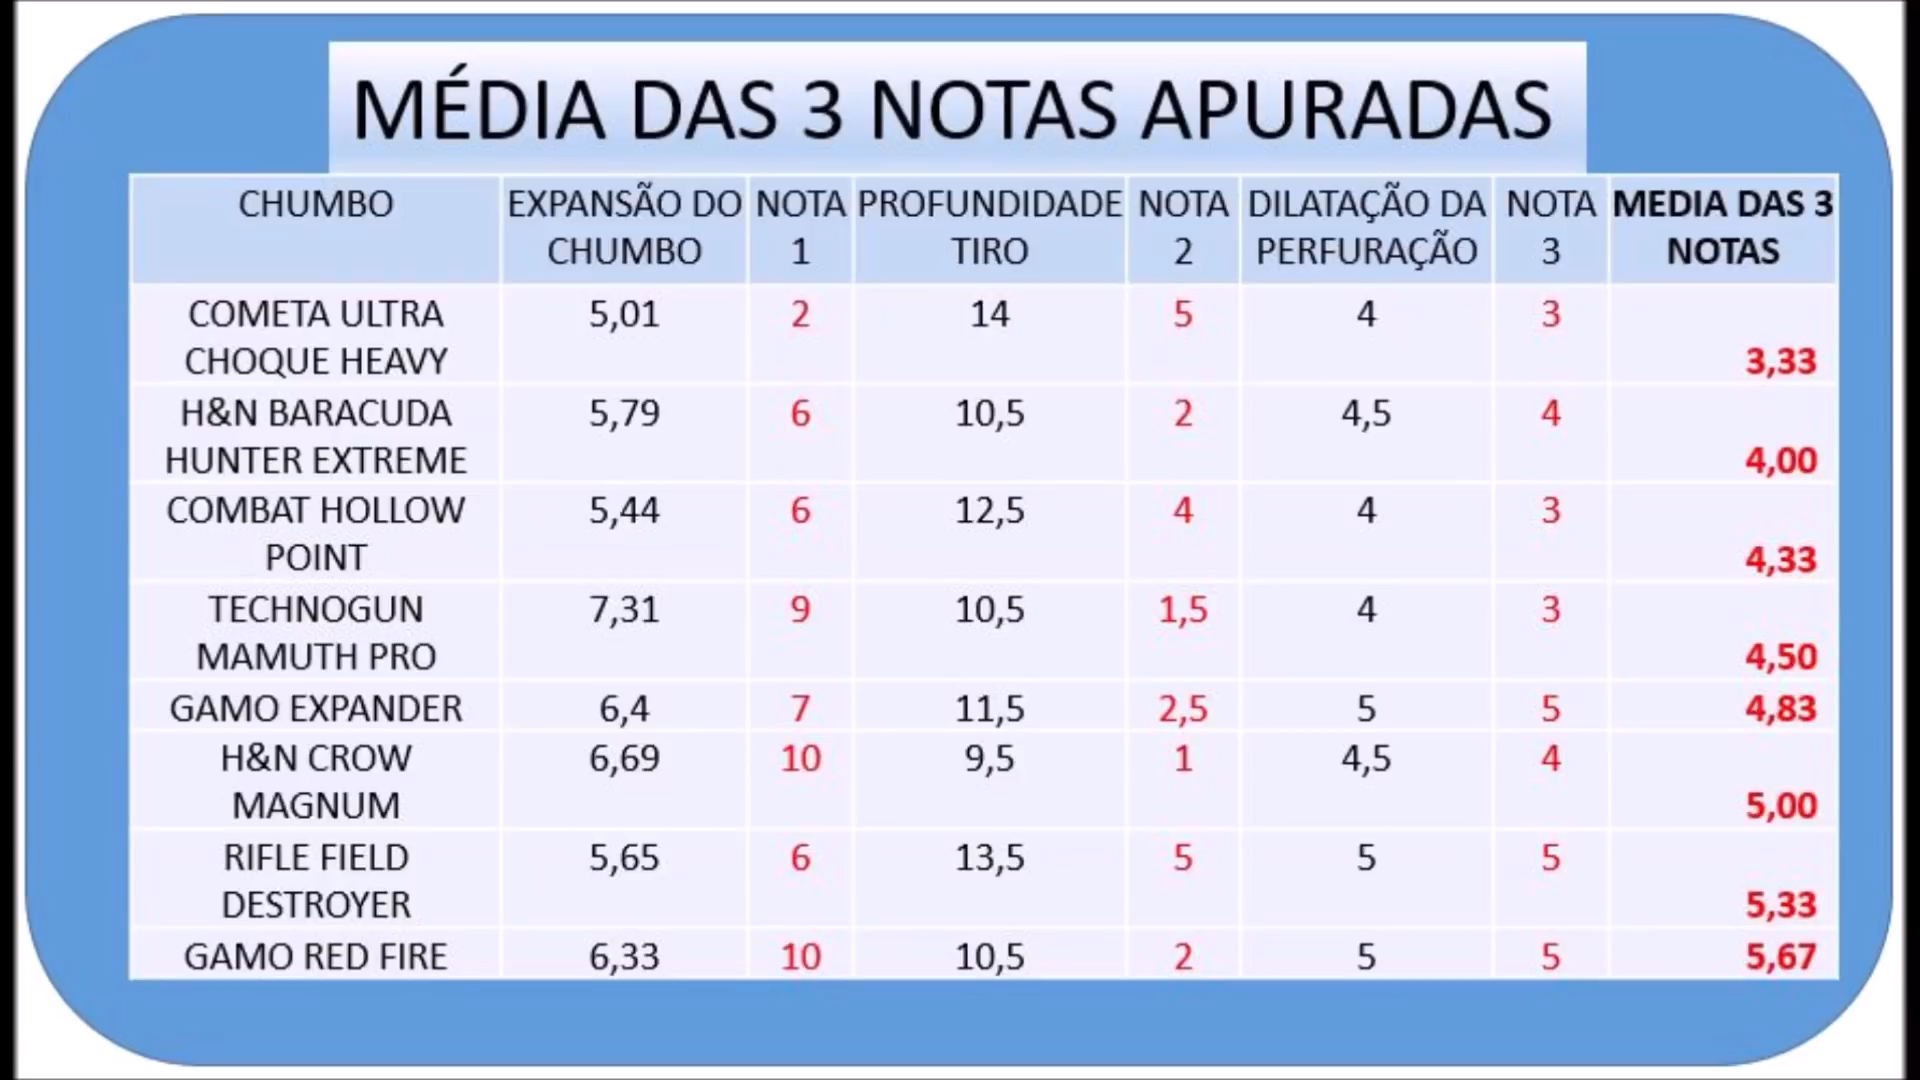 MÉDIA DAS 3 NOTAS APURADAS
CHUMBO EXPANSÃO DO NOTA PROFUNDIDADE NOTA DILATAÇÃO DA NOTA MEDIA DAS 3
CHUMBO 1 TIRO 2 PERFURAÇÃO 3 NOTAS
COMETA ULTRA 5,01 2 14 5 4 3
CHOQUE HEAVY 3,33
H&N BARACUDA 5,79 6 10,5 2 4,5 4
HUNTER EXTREME 4,00
COMBAT HOLLOW 5,44 6 12,5 4 4 3
POINT 4,33
TECHNOGUN 7,31 9 10,5 1,5 4 3
MAMUTH PRO 4,50
GAMO EXPANDER 6,4 7 11,5 2,5 5 5 4,83
H&N CROW 6,69 10 9,5 1 4,5 4
MAGNUM 5,00
RIFLE FIELD 5,65 6 13,5 5 5 5
DESTROYER 5,33
GAMO RED FIRE 6,33 10 10,5 2 5 5 5,67